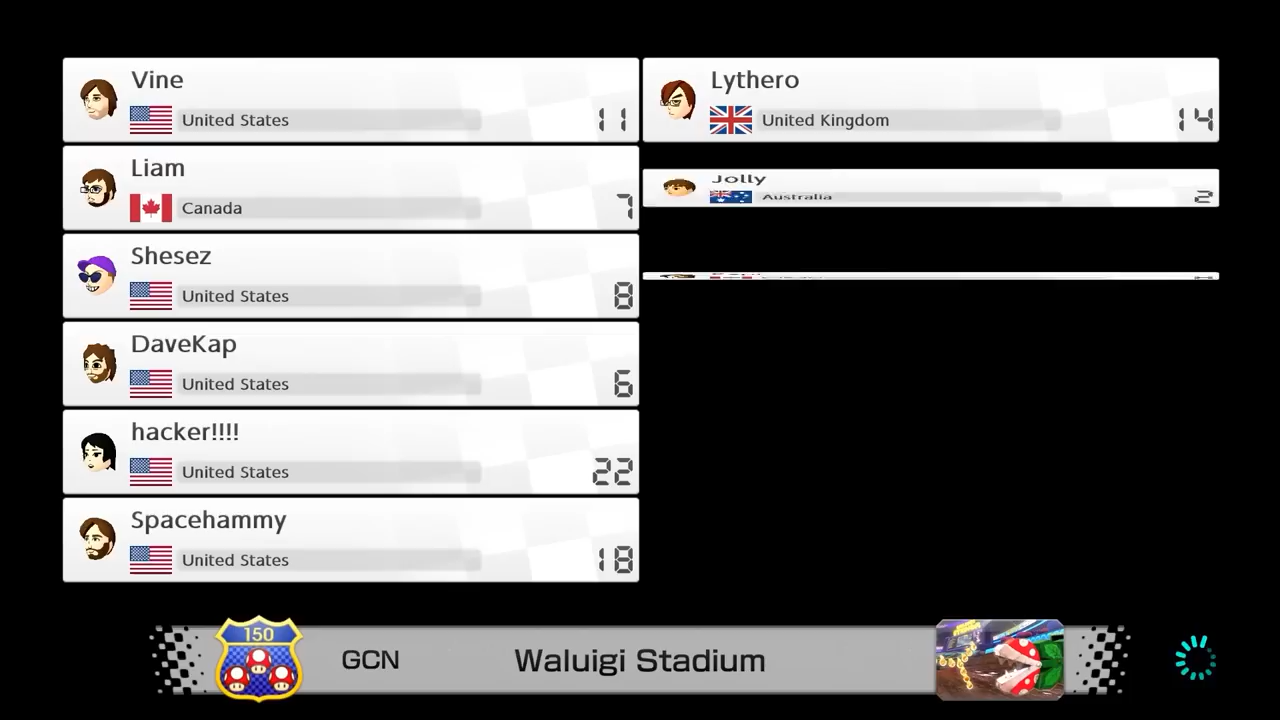 Vine
United States
11
Liam
Canada
7
Shesez
United States
8
DaveKap
United States
6
hacker!!!!
United States
22
Spacehammy
United States
18
Lythero
United Kingdom
14
Jolly
Australia
2
150
GCN
Waluigi Stadium